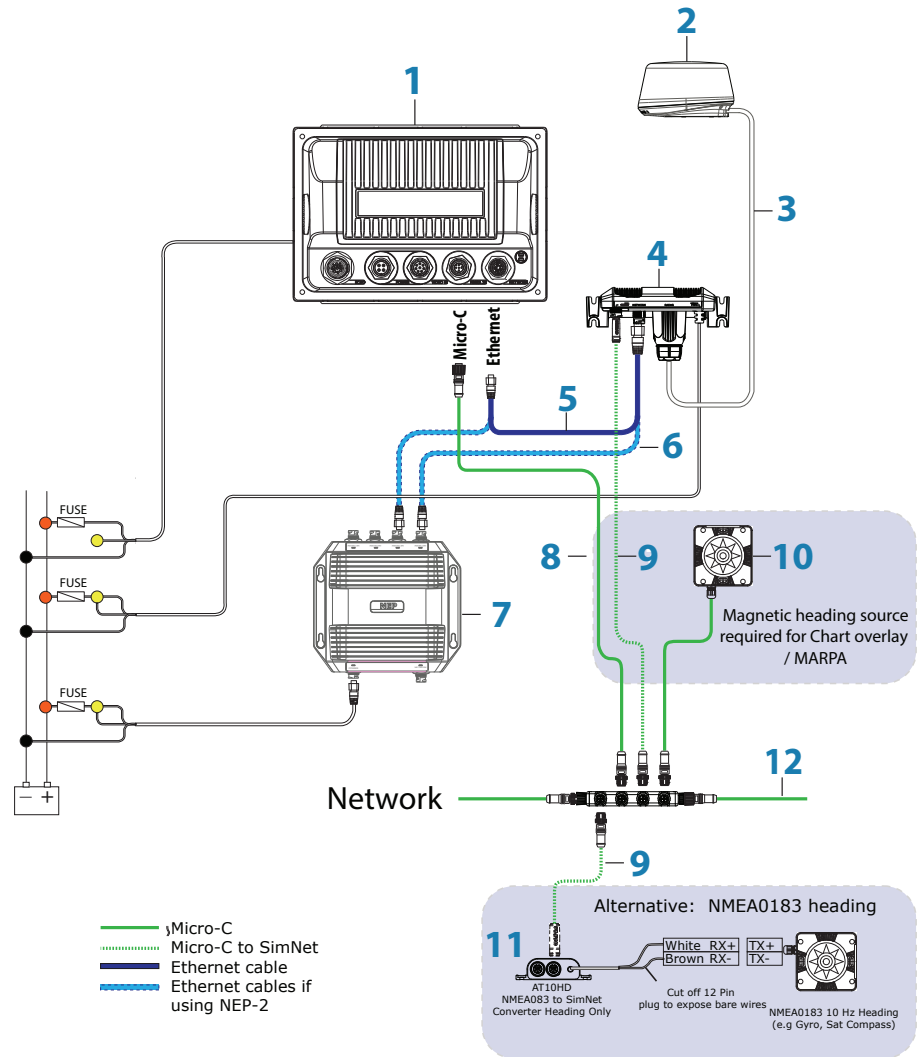 2
1
3
4
Micro-C
Ethernet
5
6
FUSE
8
9
10
FUSE
NEP
7
Magnetic heading source
required for Chart overlay
/ MARPA
FUSE
12
Network
− +
9
Alternative: NMEA0183 heading
Micro-C
Micro-C to SimNet
Ethernet cable
Ethernet cables if
using NEP-2
11
White RX+
Brown RX-
TX+
TX-
AT10HD
NMEA083 to SimNet
Converter Heading Only
Cut off 12 Pin
plug to expose bare wires
NMEA0183 10 Hz Heading
(e.g Gyro, Sat Compass)